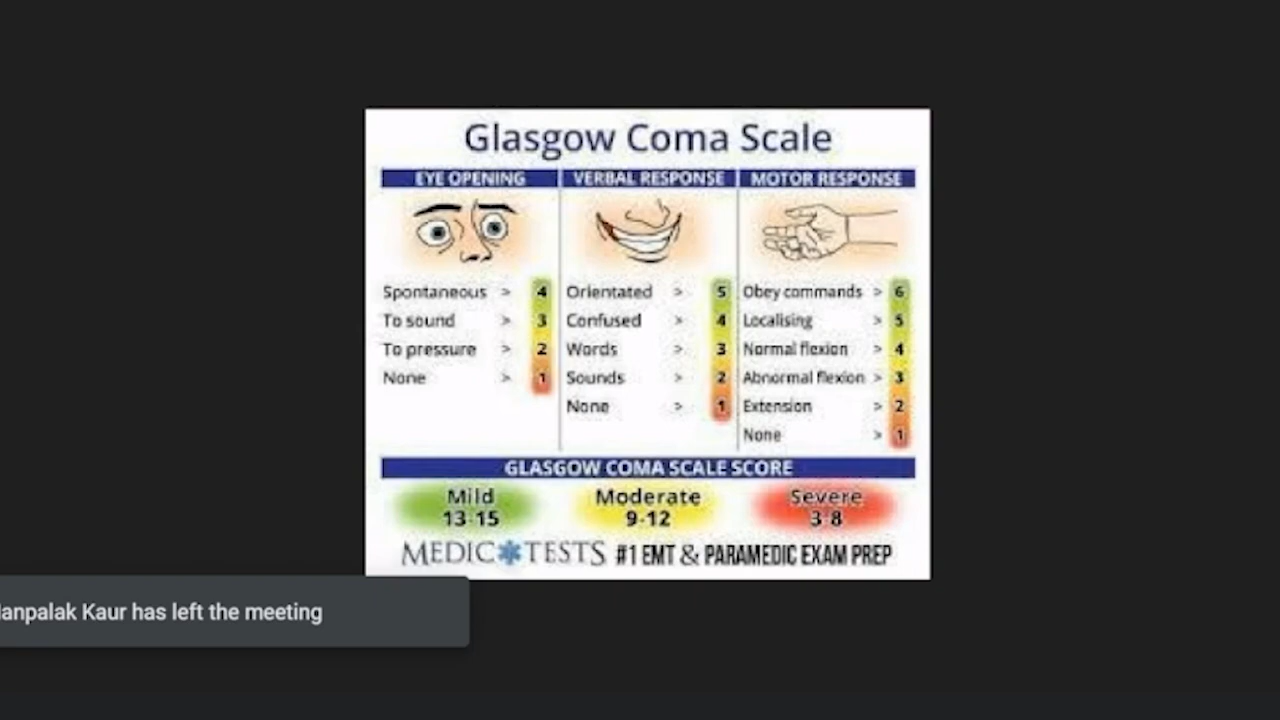 Glasgow Coma Scale
EYE OPENING
Spontaneous > 4
To sound > 3
To pressure > 2
None > 1
VERBAL RESPONSE
Orientated > 5
Confused > 4
Words > 3
Sounds > 2
None > 1
MOTOR RESPONSE
Obey commands > 6
Localising > 5
Normal flexion > 4
Abnormal flexion > 3
Extension > 2
None > 1
GLASGOW COMA SCALE SCORE
Mild
13-15
Moderate
9-12
Severe
3-8
MEDIC TESTS #1 EMT & PARAMEDIC EXAM PREP
anpalak Kaur has left the meeting